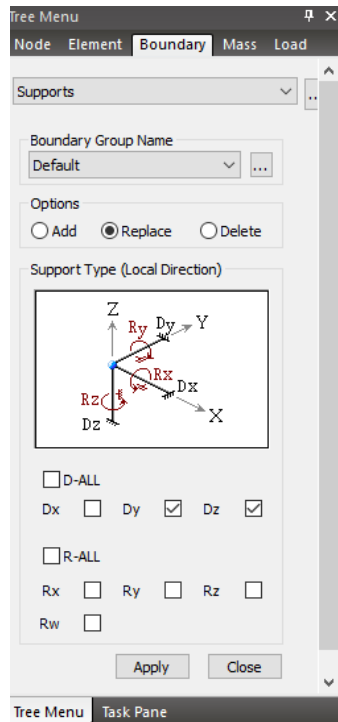 Tree Menu
Node Element Boundary Mass Load
Supports
...
Boundary Group Name
Default
...
Options
Add Replace Delete
Support Type (Local Direction)
Z
Ry Dy Y
Rx
Rz Dx
Dz X
D-ALL
Dx Dy Dz
R-ALL
Rx Ry Rz
Rw
Apply Close
Tree Menu Task Pane